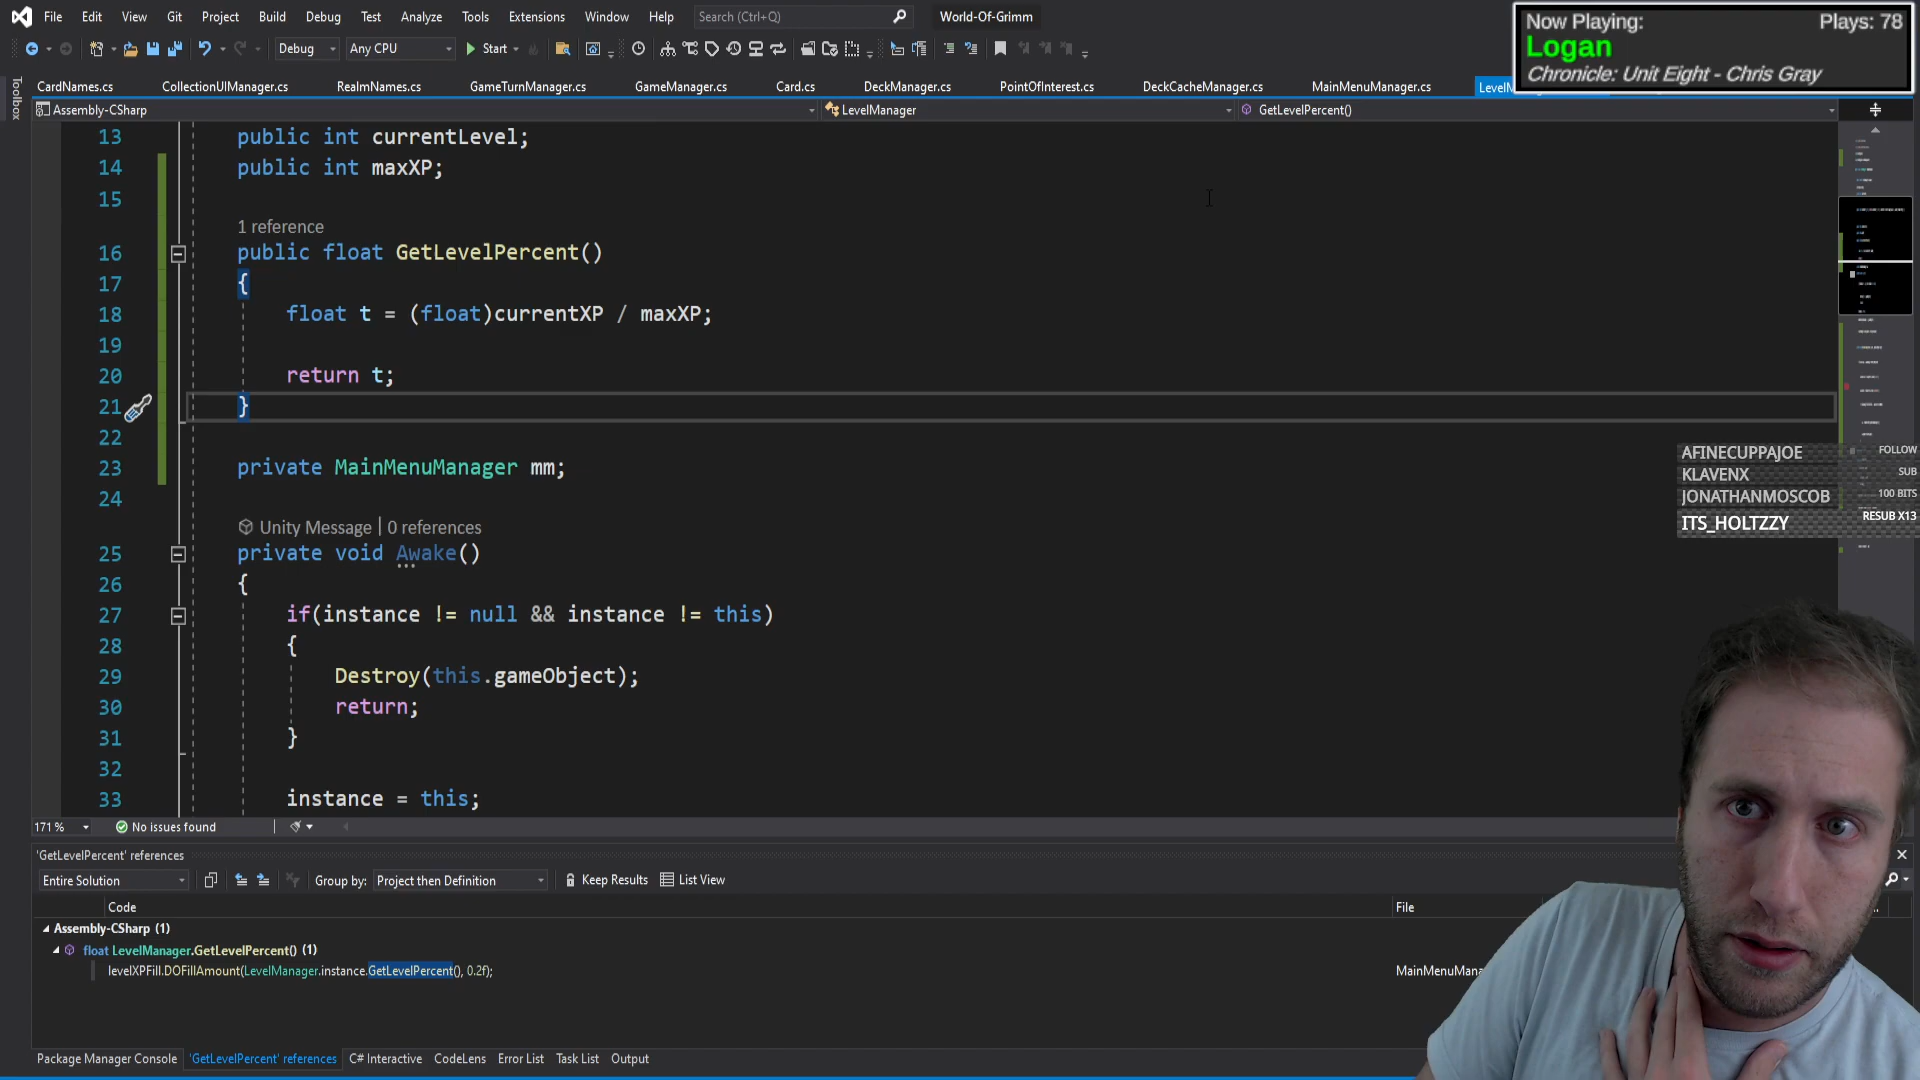 File Edit View Git Project Build Debug Test Analyze Tools Extensions Window Help Search (Ctrl+Q) World-Of-Grimm
Now Playing: Plays: 78
Logan
Chronicle: Unit Eight - Chris Gray
Debug Any CPU Start
Toolbox
CardNames.cs CollectionUIManager.cs RealmNames.cs GameTurnManager.cs GameManager.cs Card.cs DeckManager.cs PointOfInterest.cs DeckCacheManager.cs MainMenuManager.cs
Assembly-CSharp LevelManager GetLevelPercent()
13 public int currentLevel;
14 public int maxXP;
15
1 reference
16 public float GetLevelPercent()
17 {
18 float t = (float)currentXP / maxXP;
19
20 return t;
21 }
22
23 private MainMenuManager mm;
24
Unity Message | 0 references
25 private void Awake()
26 {
27 if(instance != null && instance != this)
28 {
29 Destroy(this.gameObject);
30 return;
31 }
32
33 instance = this;
AFINECUPPAJOE FOLLOW
KLAVENX SUB
JONATHANMOSCOB 100 BITS
ITS_HOLTZZY RESUB X13
171 % No issues found
'GetLevelPercent' references
Entire Solution Group by: Project then Definition Keep Results List View
Code File
Assembly-CSharp (1)
float LevelManager.GetLevelPercent() (1)
levelXPFill.DOFillAmount(LevelManager.instance.GetLevelPercent(), 0.2f);
Package Manager Console 'GetLevelPercent' references C# Interactive CodeLens Error List Task List Output